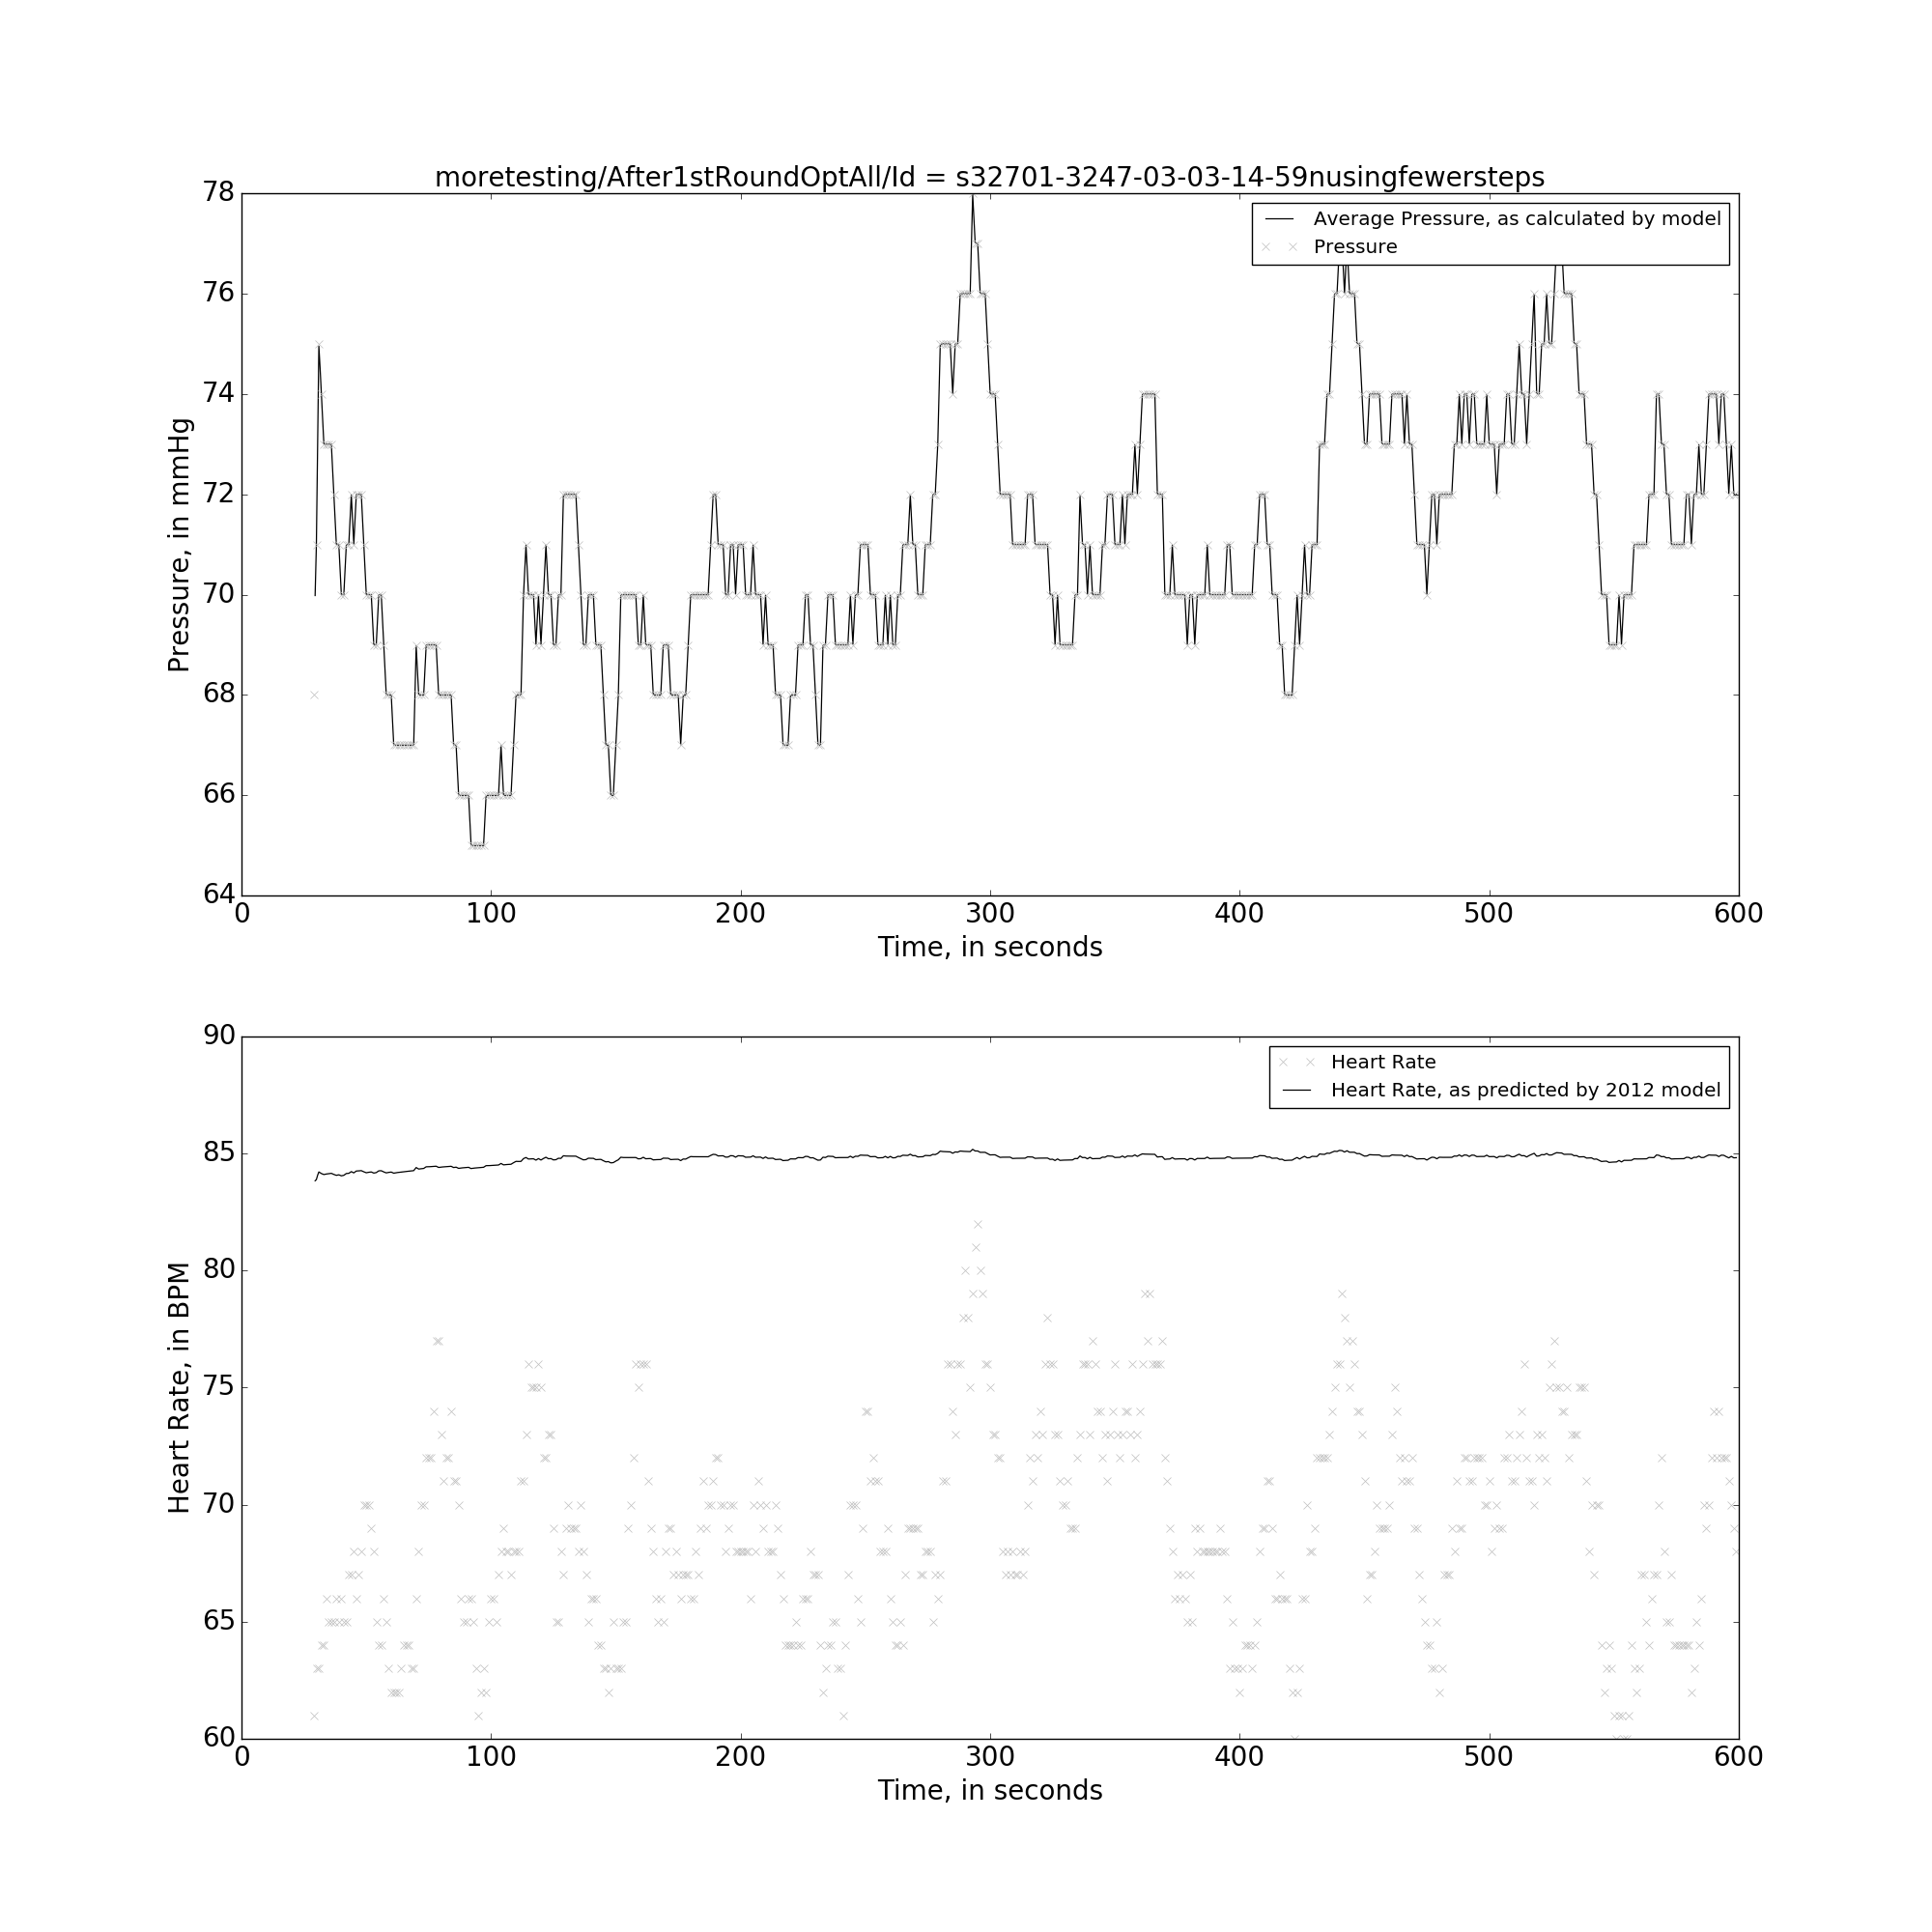 moretesting/After1stRoundOptAll/Id = s32701-3247-03-03-14-59nusingfewersteps
78
76
74
72
70
68
66
64
Pressure, in mmHg
Average Pressure, as calculated by model
Pressure
0 100 200 300 400 500 600
Time, in seconds
90
85
80
75
70
65
60
Heart Rate, in BPM
Heart Rate
Heart Rate, as predicted by 2012 model
0 100 200 300 400 500 600
Time, in seconds